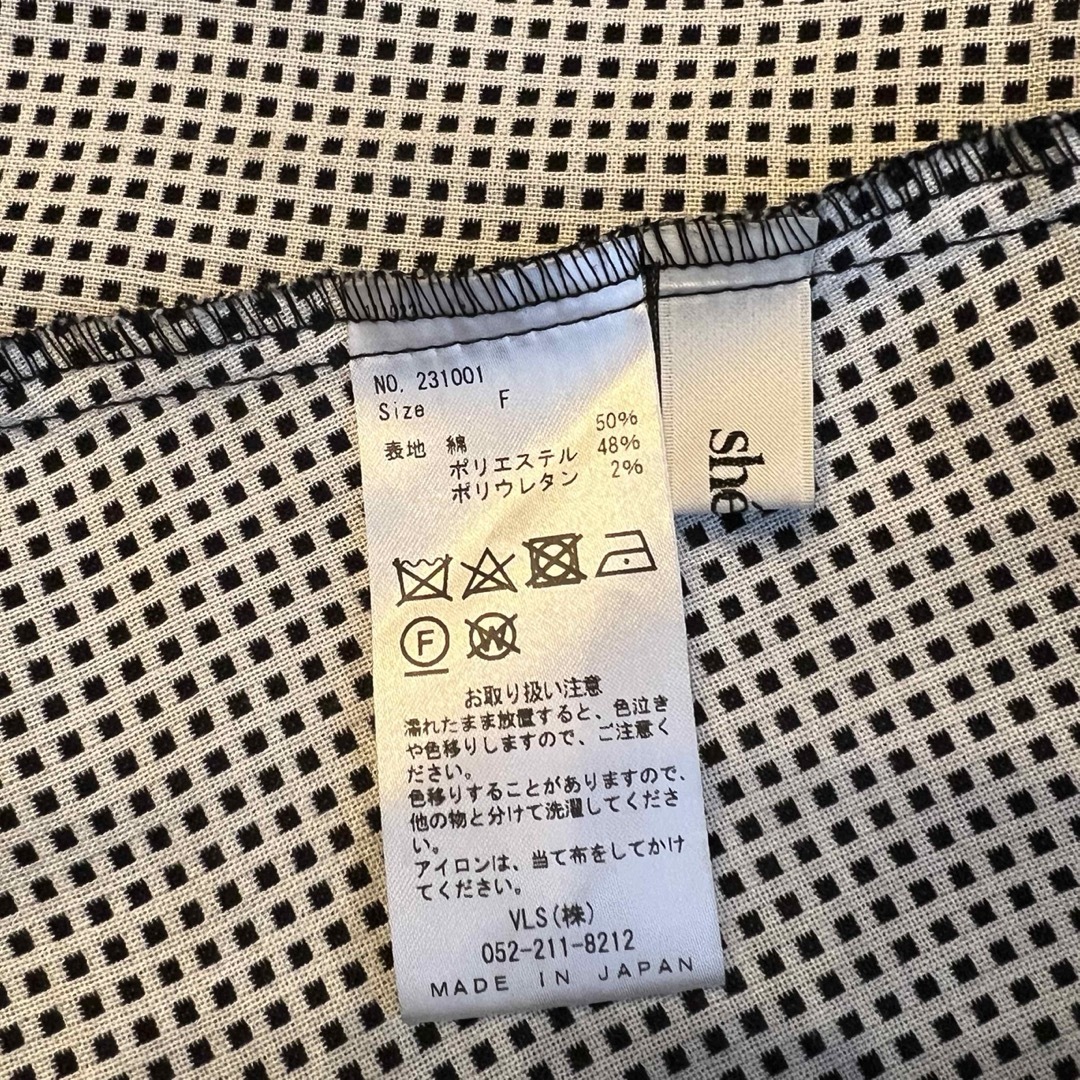 NO. 231001
Size F
表地 綿 50%
ポリエステル 48%
ポリウレタン 2%
F
W
お取り扱い注意
濡れたまま放置すると、色泣き
や色移りしますので、ご注意く
ださい。
色移りすることがありますので、
他の物と分けて洗濯してくださ
い。
アイロンは、当て布をしてかけ
てください。
VLS(株)
052-211-8212
MADE IN JAPAN
shé